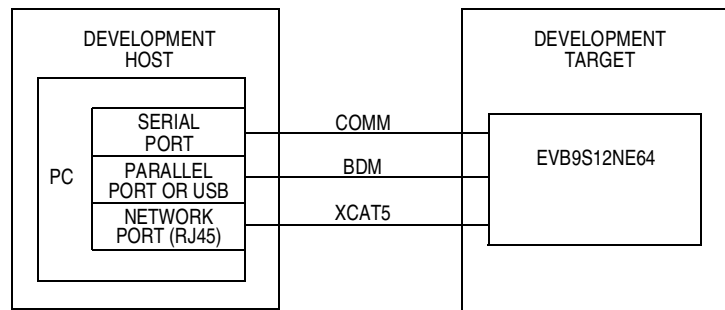 DEVELOPMENT
HOST
PC
SERIAL
PORT
PARALLEL
PORT OR USB
NETWORK
PORT (RJ45)
COMM
BDM
XCAT5
DEVELOPMENT
TARGET
EVB9S12NE64